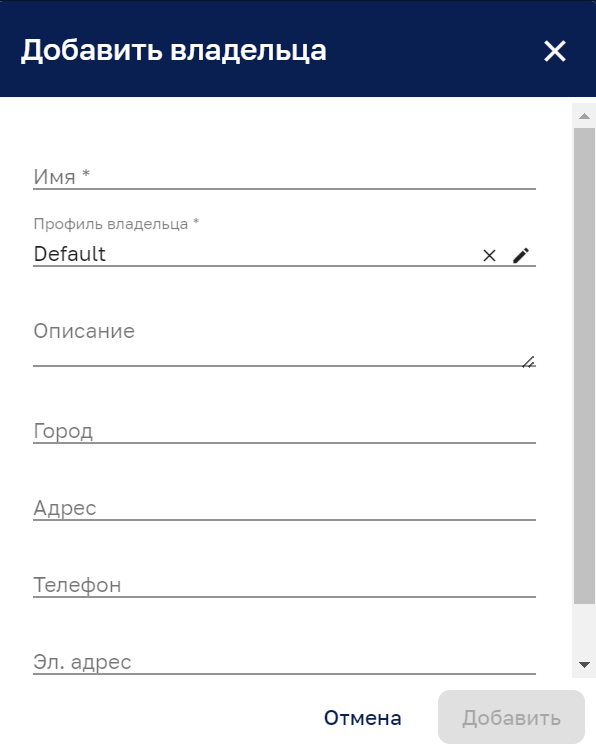 Добавить владельца
Имя *
Профиль владельца *
Default
Описание
Город
Адрес
Телефон
Эл. адрес
Отмена
Добавить